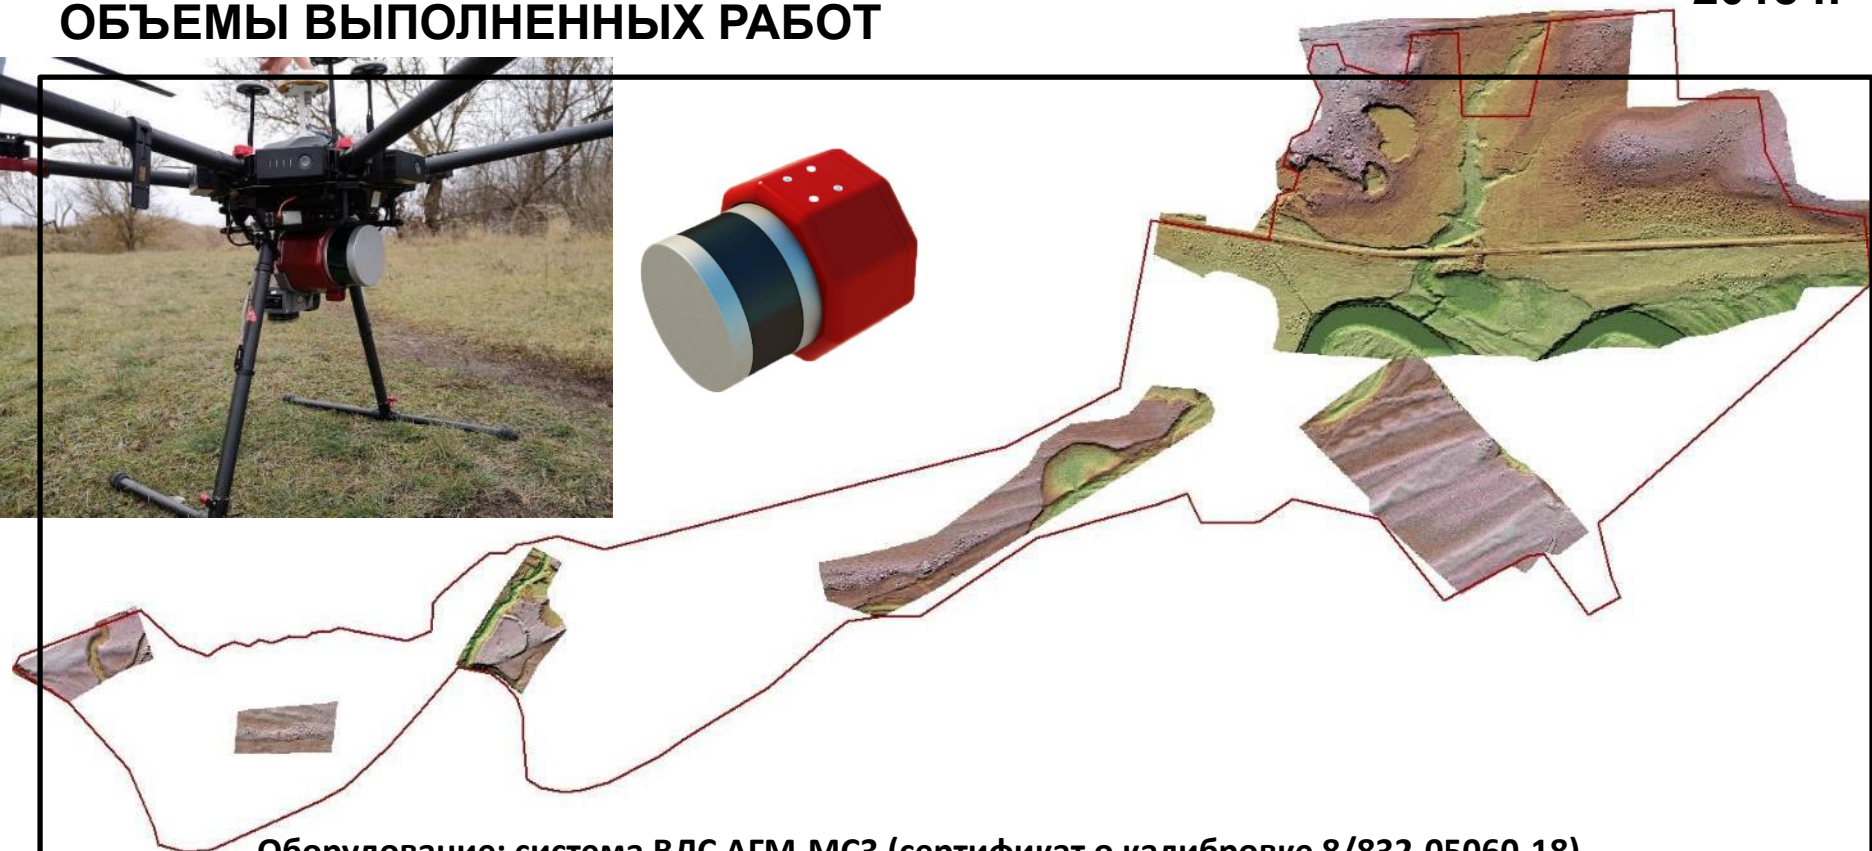 ОБЪЕМЫ ВЫПОЛНЕННЫХ РАБОТ
Оборудование: система ВЛС АГМ-МС3 (сертификат о калибровке 8/832-05060-18)